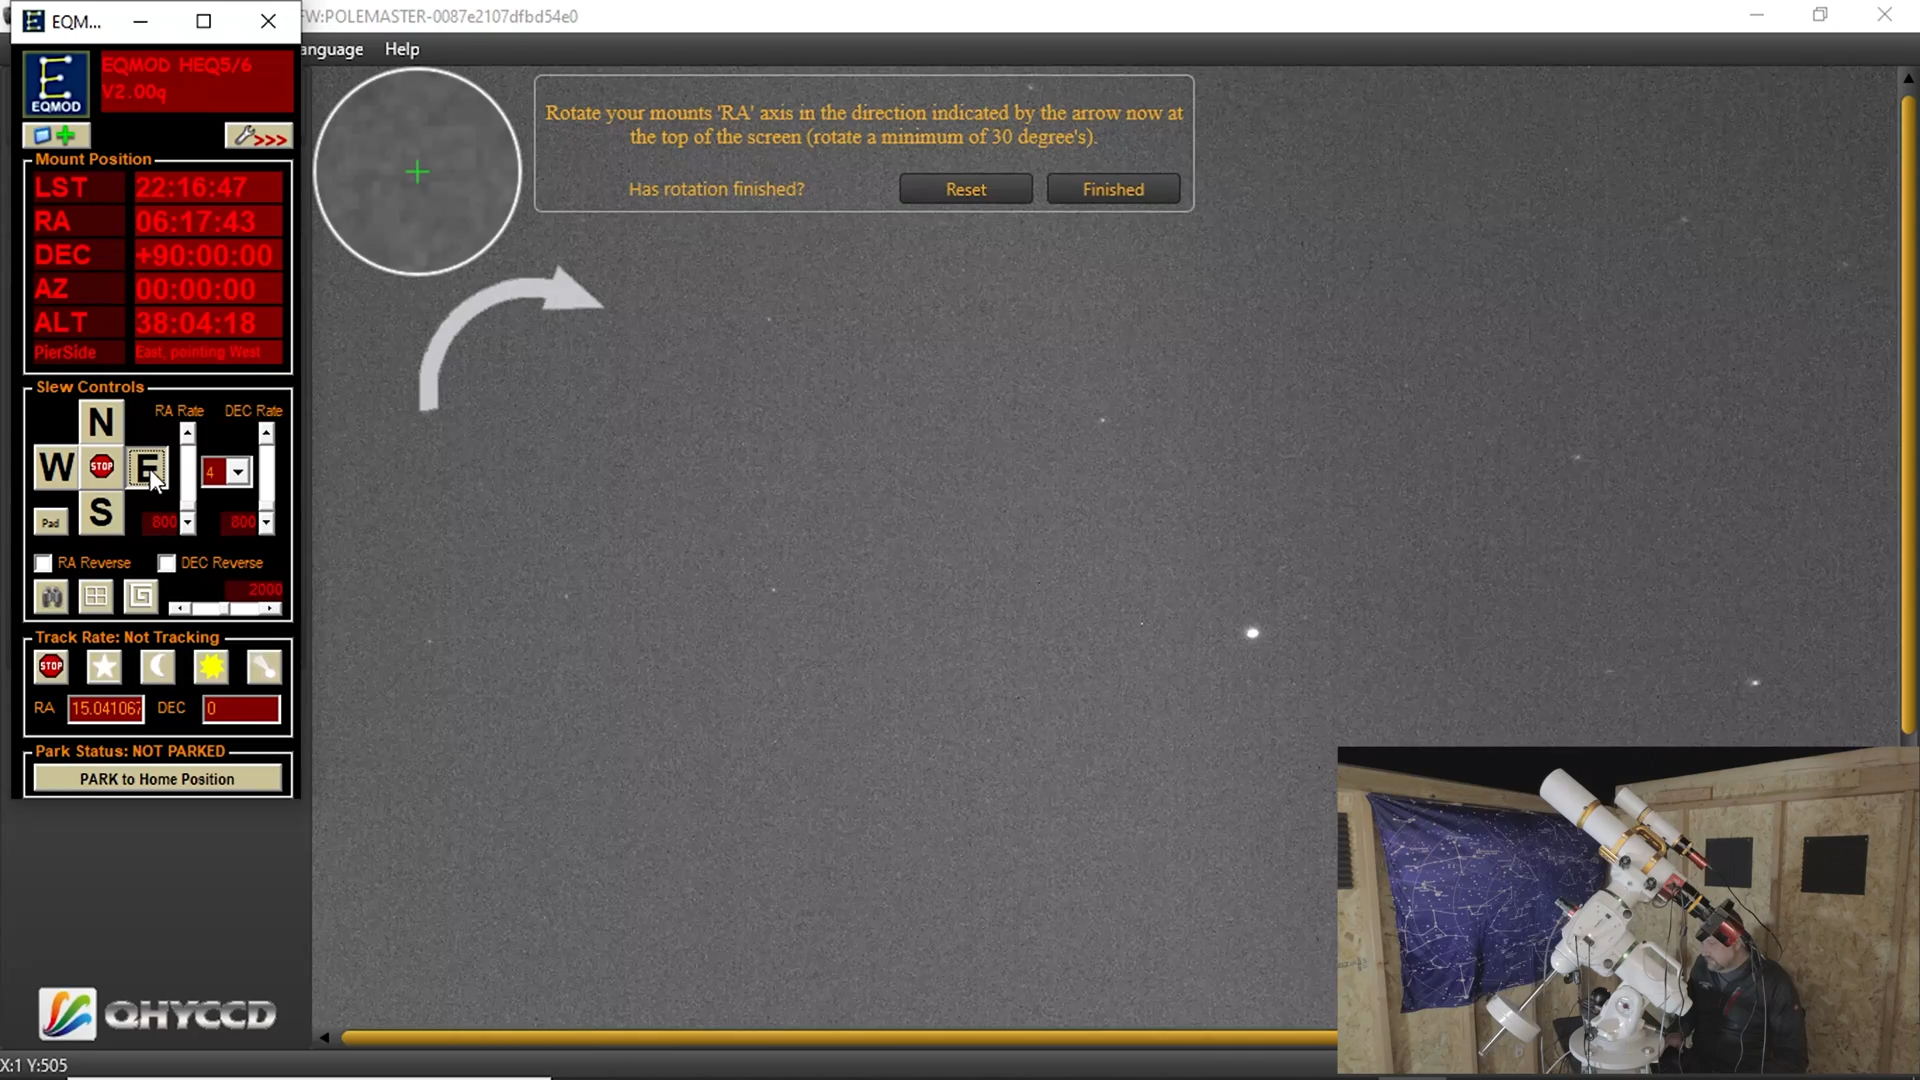 EQM...
FW:POLEMASTER-0087e2107dfbd54e0
anguage Help
EQMOD
EQMOD HEQ5/6
V2.00q
>>>
Mount Position
LST 22:16:47
RA 06:17:43
DEC +90:00:00
AZ 00:00:00
ALT 38:04:18
PierSide East, pointing West
Slew Controls
RA Rate DEC Rate
N
W STOP E
4
S
Pad
800 800
RA Reverse DEC Reverse
2000
Track Rate: Not Tracking
STOP
RA 15.041067 DEC 0
Park Status: NOT PARKED
PARK to Home Position
Rotate your mounts 'RA' axis in the direction indicated by the arrow now at
the top of the screen (rotate a minimum of 30 degree's).
Has rotation finished? Reset Finished
QHYCCD
X:1 Y:505